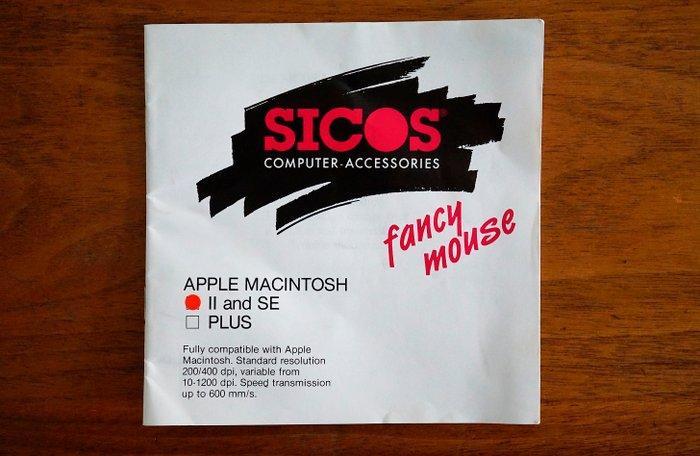 SICOS®
COMPUTER-ACCESSORIES
fancy
mouse
APPLE MACINTOSH
II and SE
PLUS
Fully compatible with Apple
Macintosh. Standard resolution
200/400 dpi, variable from
10-1200 dpi. Speed transmission
up to 600 mm/s.